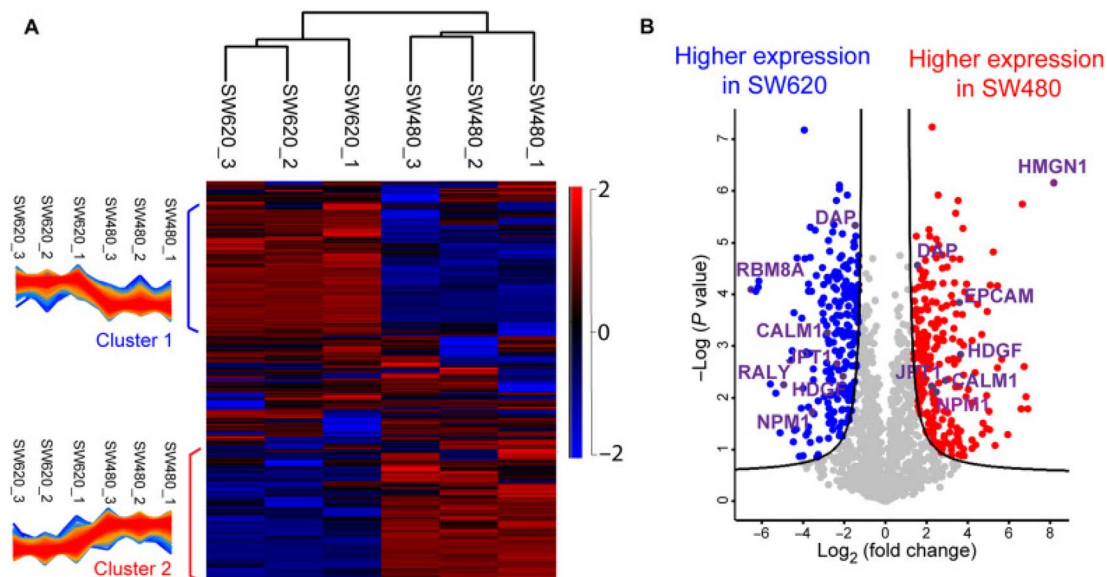 A
SW620_3
SW620_2
SW620_1
SW480_3
SW480_2
SW480_1
SW620_3
SW620_2
SW620_1
SW480_3
SW480_2
SW480_1
Cluster 1
SW620_3
SW620_2
SW620_1
SW480_3
SW480_2
SW480_1
Cluster 2
2
0
−2
B
Higher expression
in SW620
Higher expression
in SW480
−Log (P value)
7
6
5
4
3
2
1
0
HMGN1
DAP
DAP
RBM8A
EPCAM
CALM1
JPT1
HDGF
RALY
JPT1
CALM1
HDGF
NPM1
NPM1
-6 -4 -2 0 2 4 6 8
Log2 (fold change)